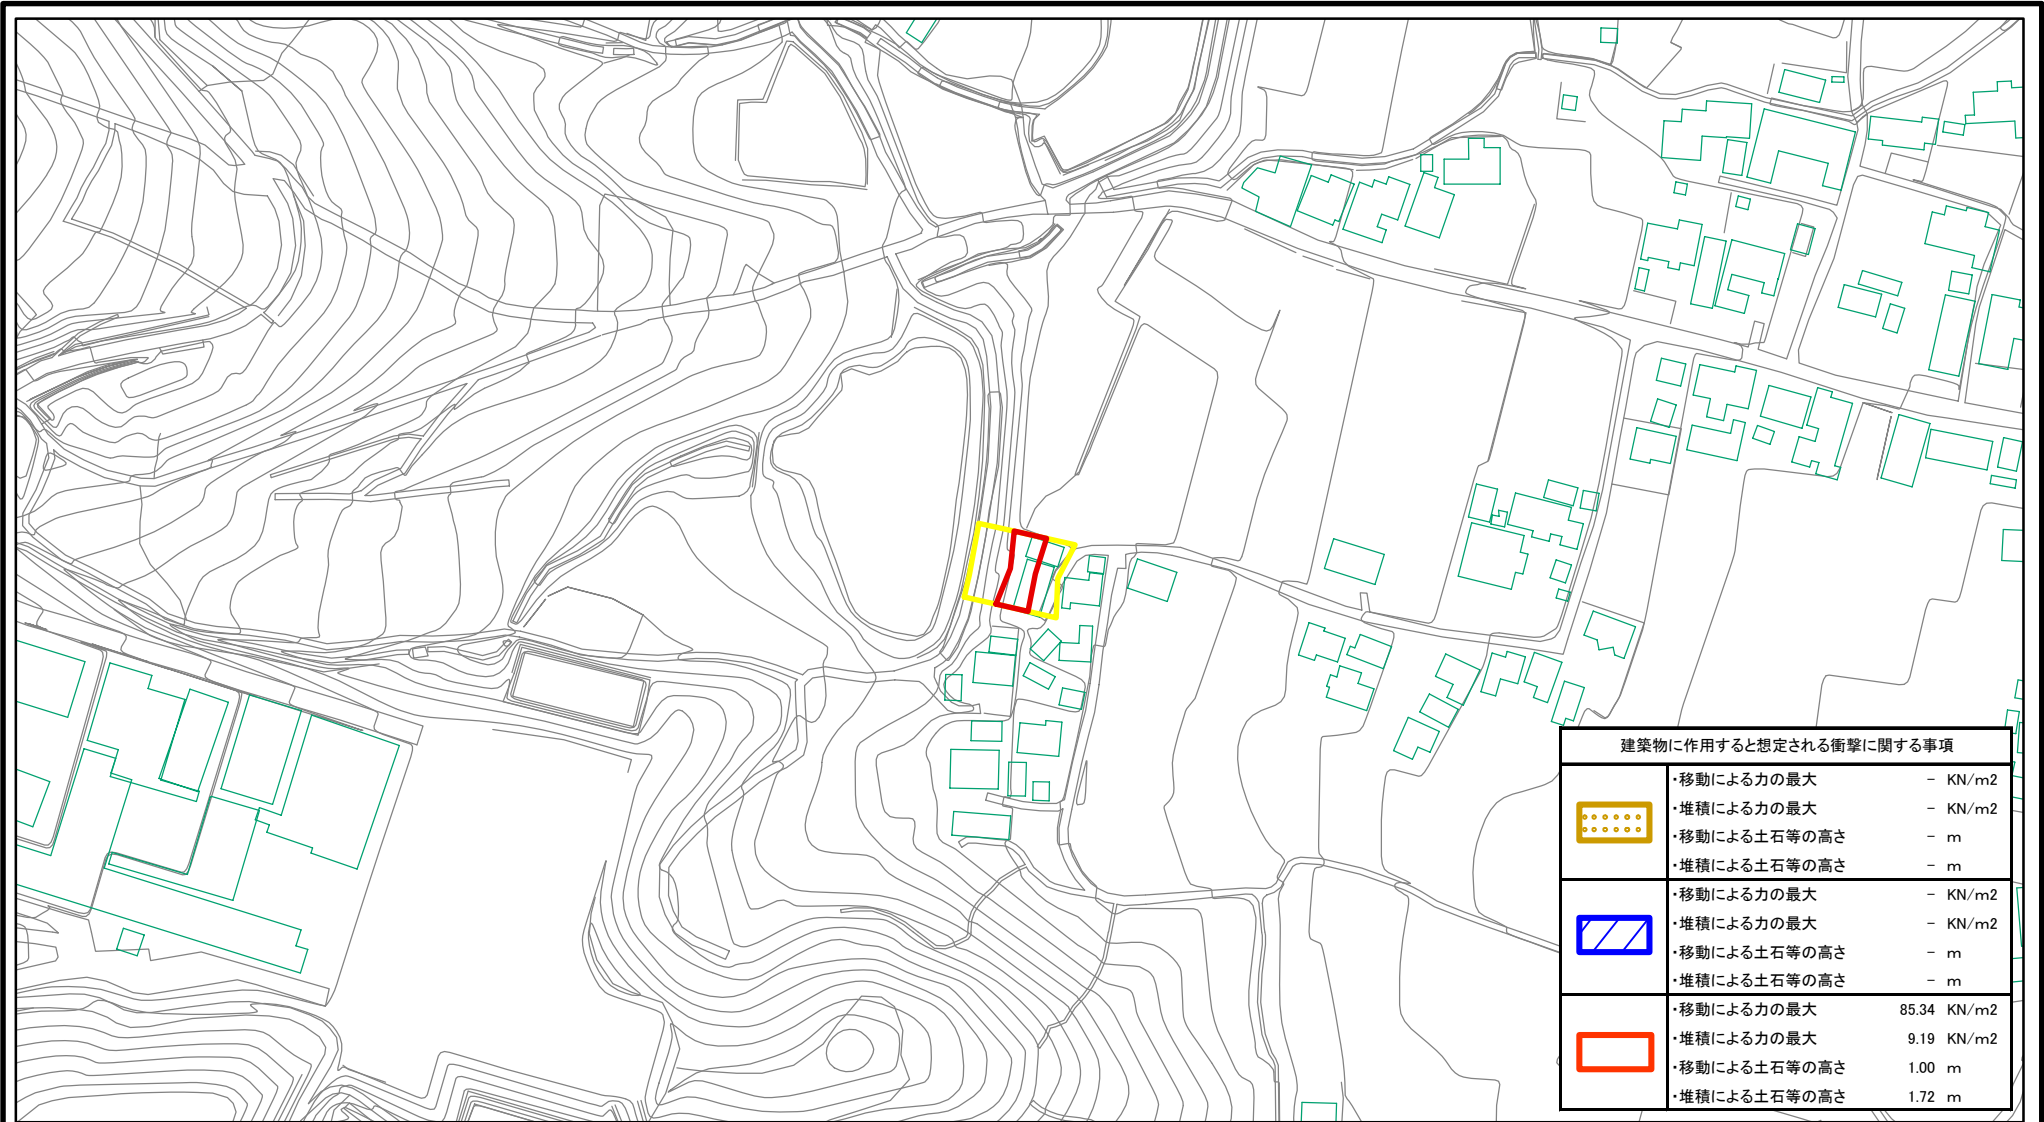 建築物に作用すると想定される衝撃に関する事項
・移動による力の最大 - KN/m2
・堆積による力の最大 - KN/m2
・移動による土石等の高さ - m
・堆積による土石等の高さ - m
・移動による力の最大 - KN/m2
・堆積による力の最大 - KN/m2
・移動による土石等の高さ - m
・堆積による土石等の高さ - m
・移動による力の最大 85.34 KN/m2
・堆積による力の最大 9.19 KN/m2
・移動による土石等の高さ 1.00 m
・堆積による土石等の高さ 1.72 m